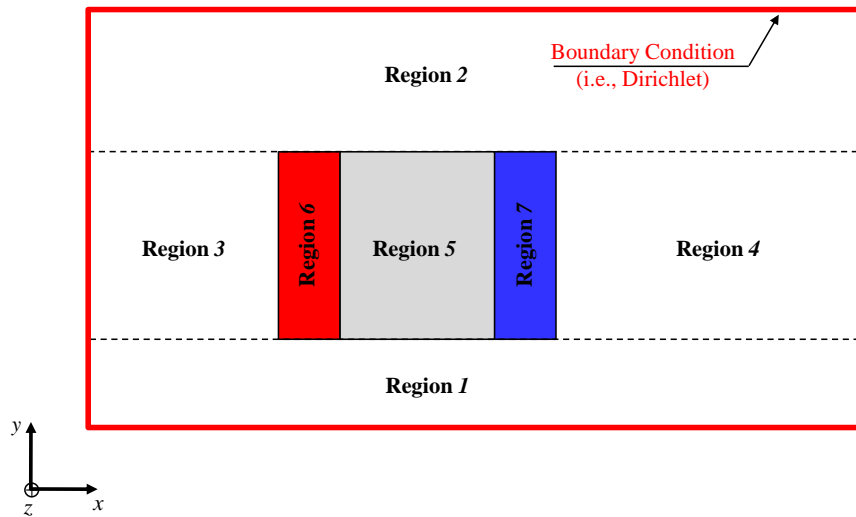 Boundary Condition
(i.e., Dirichlet)
Region 2
Region 3
Region 6
Region 5
Region 7
Region 4
Region 1
y
z
x